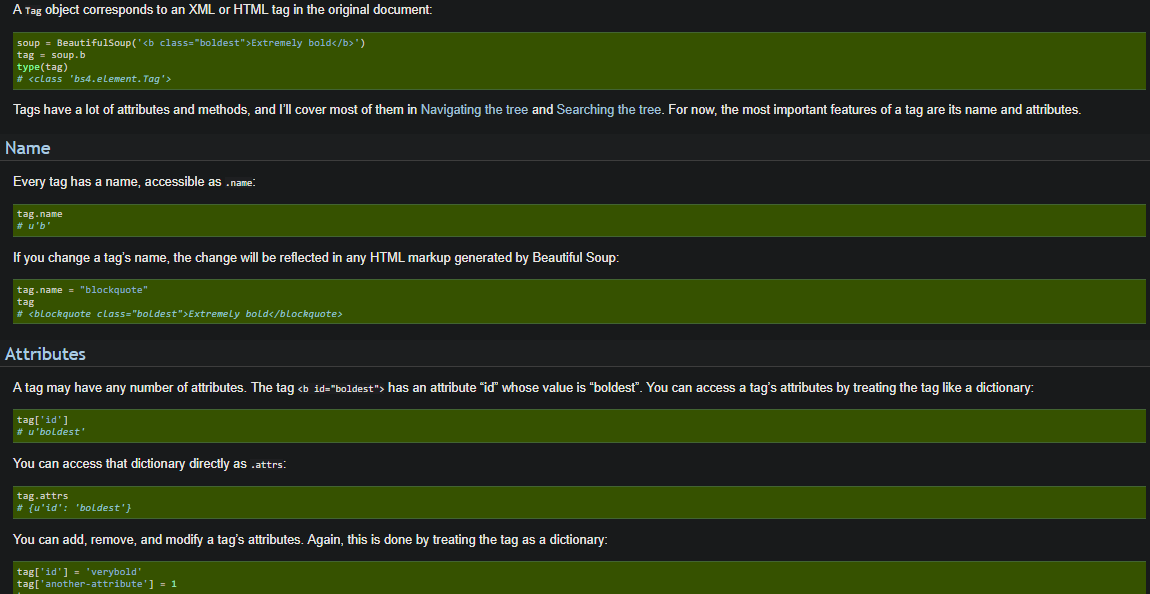 A Tag object corresponds to an XML or HTML tag in the original document:
soup = BeautifulSoup('<b class="boldest">Extremely bold</b>')
tag = soup.b
type(tag)
# <class 'bs4.element.Tag'>
Tags have a lot of attributes and methods, and I’ll cover most of them in Navigating the tree and Searching the tree. For now, the most important features of a tag are its name and attributes.
Name
Every tag has a name, accessible as .name:
tag.name
# u'b'
If you change a tag’s name, the change will be reflected in any HTML markup generated by Beautiful Soup:
tag.name = "blockquote"
tag
# <blockquote class="boldest">Extremely bold</blockquote>
Attributes
A tag may have any number of attributes. The tag <b id="boldest"> has an attribute “id” whose value is “boldest”. You can access a tag’s attributes by treating the tag like a dictionary:
tag['id']
# u'boldest'
You can access that dictionary directly as .attrs:
tag.attrs
# {u'id': 'boldest'}
You can add, remove, and modify a tag’s attributes. Again, this is done by treating the tag as a dictionary:
tag['id'] = 'verybold'
tag['another-attribute'] = 1